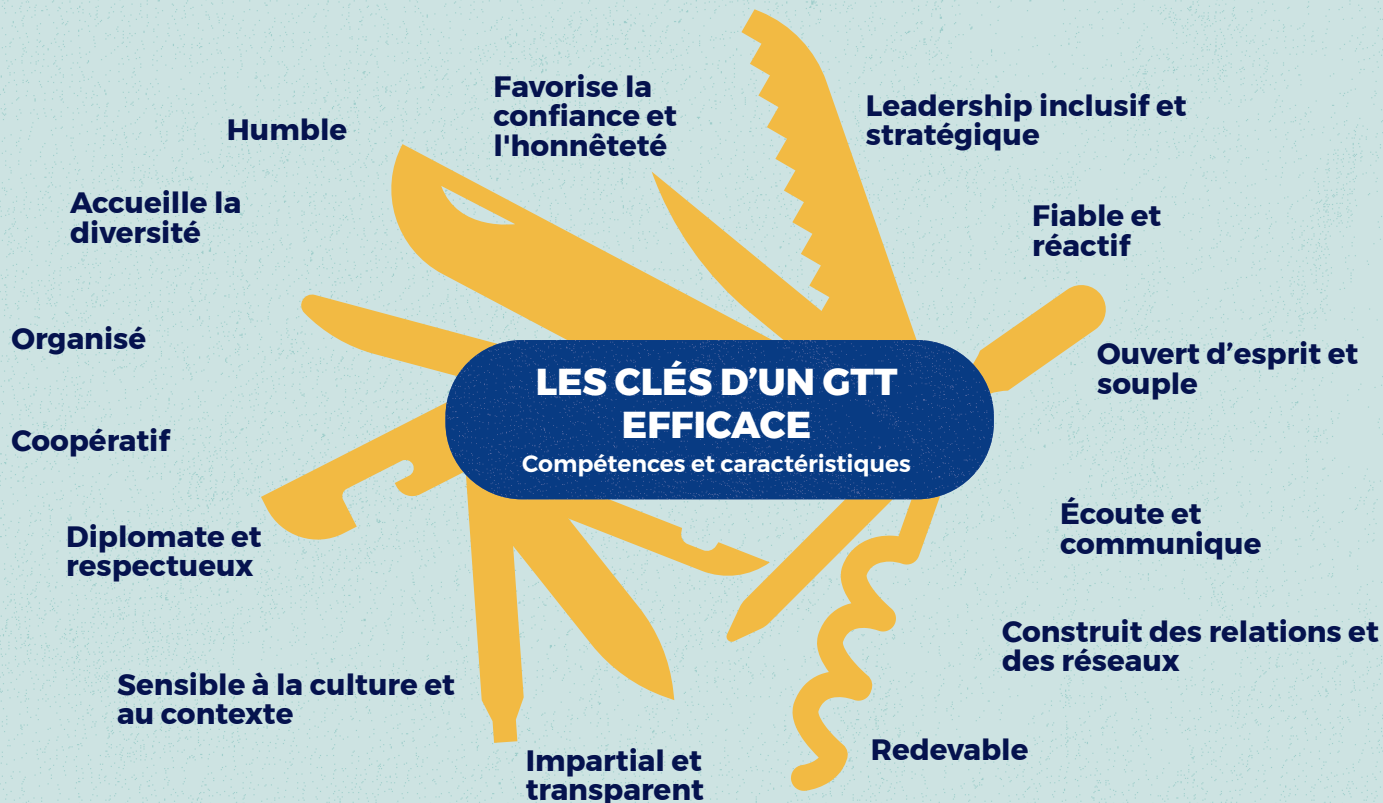 Favorise la
confiance et
l'honnêteté
Leadership inclusif et
stratégique
Humble
Accueille la
diversité
Fiable et
réactif
Organisé
Ouvert d’esprit et
souple
LES CLÉS D’UN GTT
EFFICACE
Compétences et caractéristiques
Coopératif
Écoute et
communique
Diplomate et
respectueux
Construit des relations et
des réseaux
Sensible à la culture et
au contexte
Redevable
Impartial et
transparent